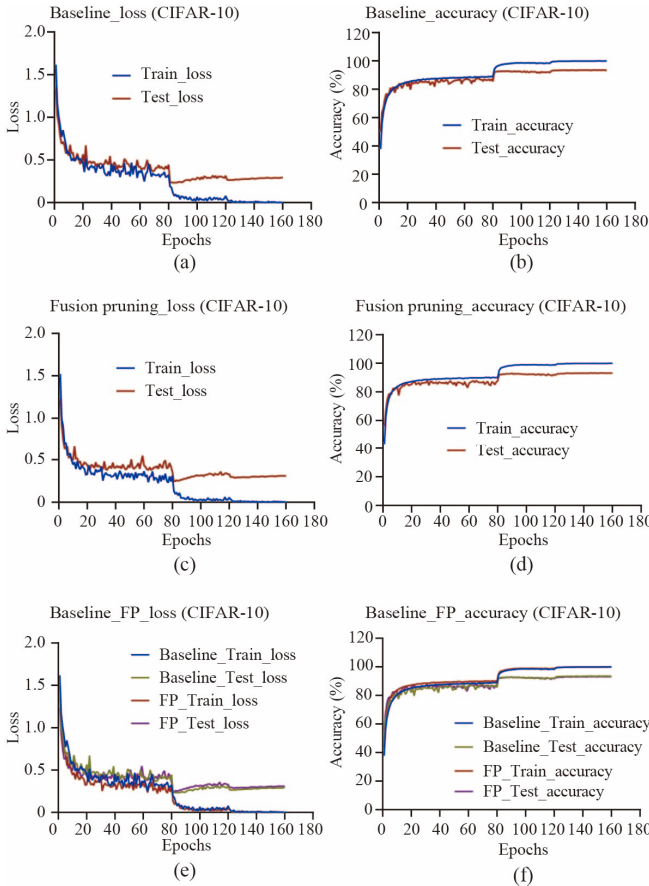 Baseline_loss (CIFAR-10)
2.0
1.5
1.0
0.5
0
Loss
Train_loss
Test_loss
0 20 40 60 80 100 120 140 160 180
Epochs
(a)
Baseline_accuracy (CIFAR-10)
120
100
80
60
40
20
0
Accuracy (%)
Train_accuracy
Test_accuracy
0 20 40 60 80 100 120 140 160 180
Epochs
(b)
Fusion pruning_loss (CIFAR-10)
2.0
1.5
1.0
0.5
0
Loss
Train_loss
Test_loss
0 20 40 60 80 100 120 140 160 180
Epochs
(c)
Fusion pruning_accuracy (CIFAR-10)
120
100
80
60
40
20
0
Accuracy (%)
Train_accuracy
Test_accuracy
0 20 40 60 80 100 120 140 160 180
Epochs
(d)
Baseline_FP_loss (CIFAR-10)
2.0
1.5
1.0
0.5
0
Loss
Baseline_Train_loss
Baseline_Test_loss
FP_Train_loss
FP_Test_loss
0 20 40 60 80 100 120 140 160 180
Epochs
(e)
Baseline_FP_accuracy (CIFAR-10)
120
100
80
60
40
20
0
Accuracy (%)
Baseline_Train_accuracy
Baseline_Test_accuracy
FP_Train_accuracy
FP_Test_accuracy
0 20 40 60 80 100 120 140 160 180
Epochs
(f)